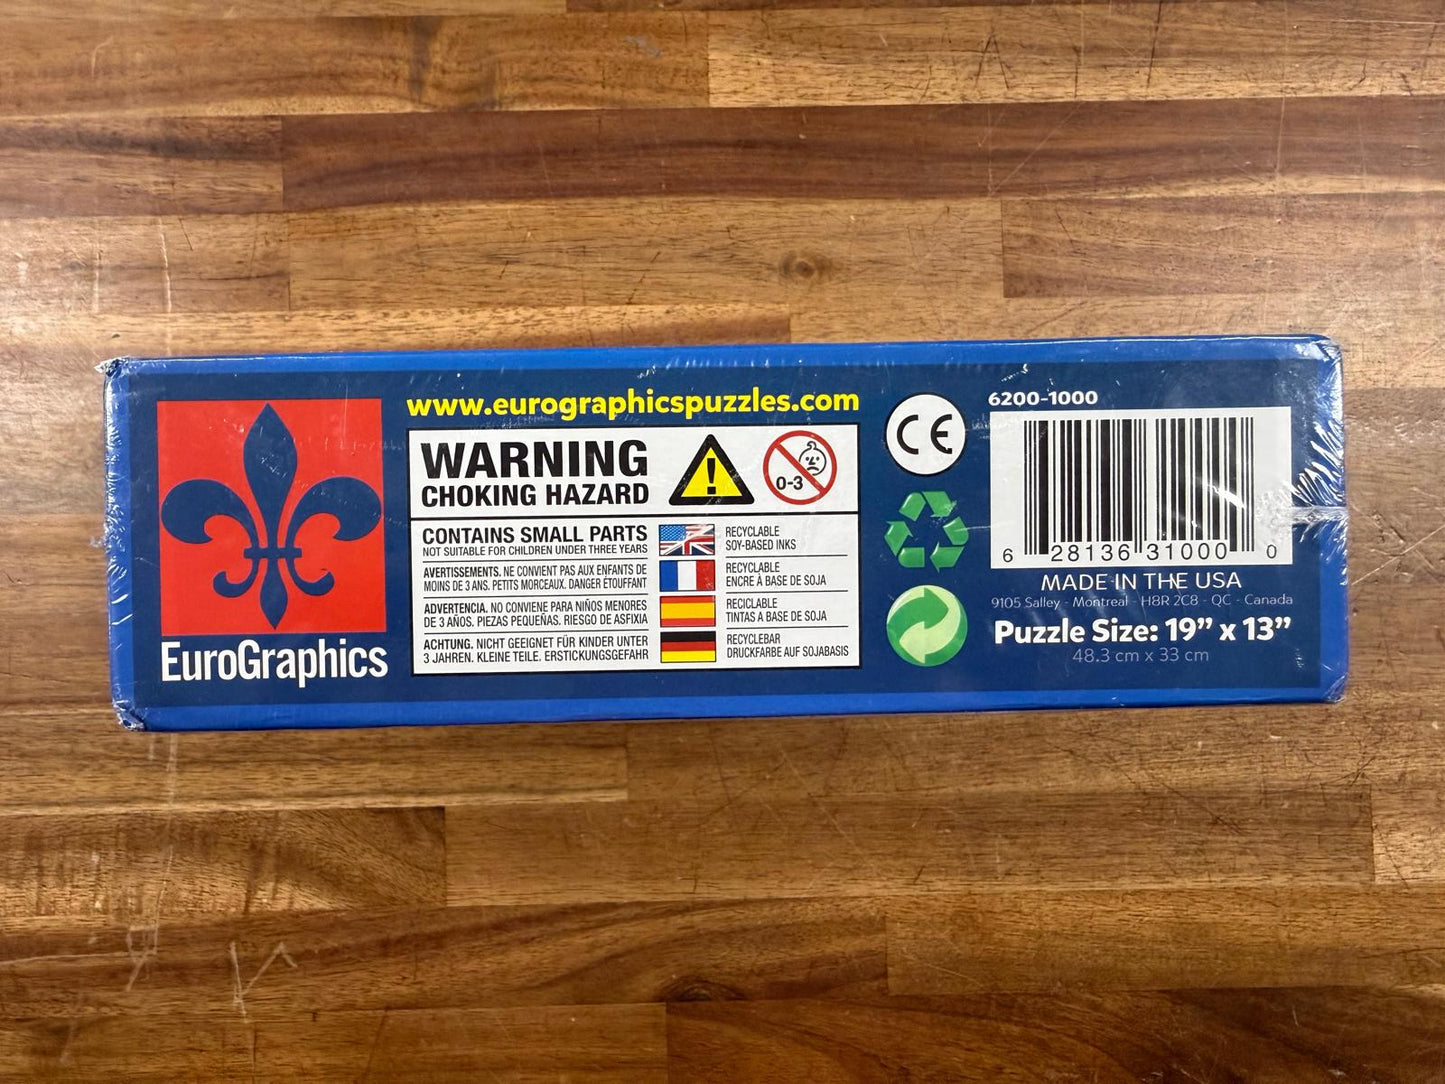 EuroGraphics
www.eurographicspuzzles.com
WARNING
CHOKING HAZARD
0-3
CONTAINS SMALL PARTS
NOT SUITABLE FOR CHILDREN UNDER THREE YEARS
RECYCLABLE
SOY-BASED INKS
AVERTISSEMENTS. NE CONVIENT PAS AUX ENFANTS DE
MOINS DE 3 ANS. PETITS MORCEAUX. DANGER ÉTOUFFANT
RECYCLABLE
ENCRE À BASE DE SOJA
ADVERTENCIA. NO CONVIENE PARA NIÑOS MENORES
DE 3 AÑOS. PIEZAS PEQUEÑAS. RIESGO DE ASFIXIA
RECICLABLE
TINTAS A BASE DE SOJA
ACHTUNG. NICHT GEEIGNET FÜR KINDER UNTER
3 JAHREN. KLEINE TEILE. ERSTICKUNGSGEFAHR
RECYCLEBAR
DRUCKFARBE AUF SOJABASIS
CE
6200-1000
6 28136 31000 0
MADE IN THE USA
9105 Salley - Montreal - H8R 2C8 - QC - Canada
Puzzle Size: 19" x 13"
48.3 cm x 33 cm